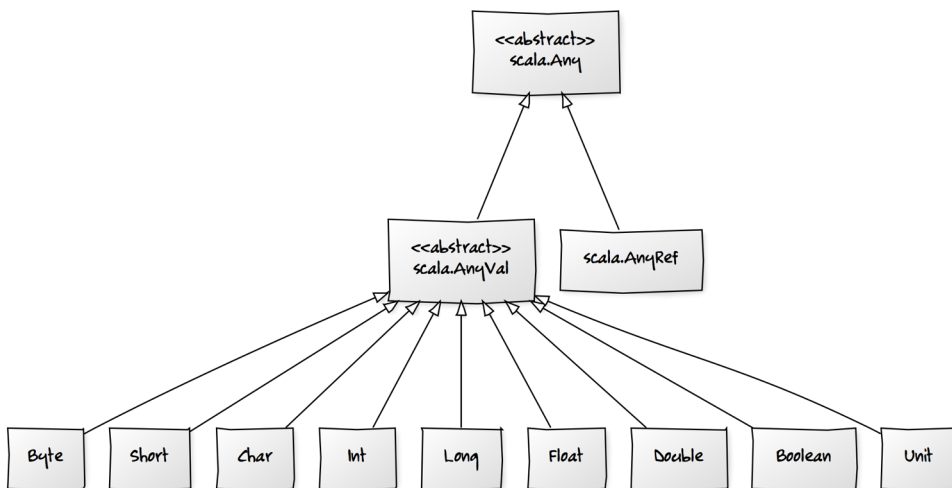 <<abstract>>
scala.Any
<<abstract>>
scala.AnyVal
scala.AnyRef
Byte
Short
Char
Int
Long
Float
Double
Boolean
Unit